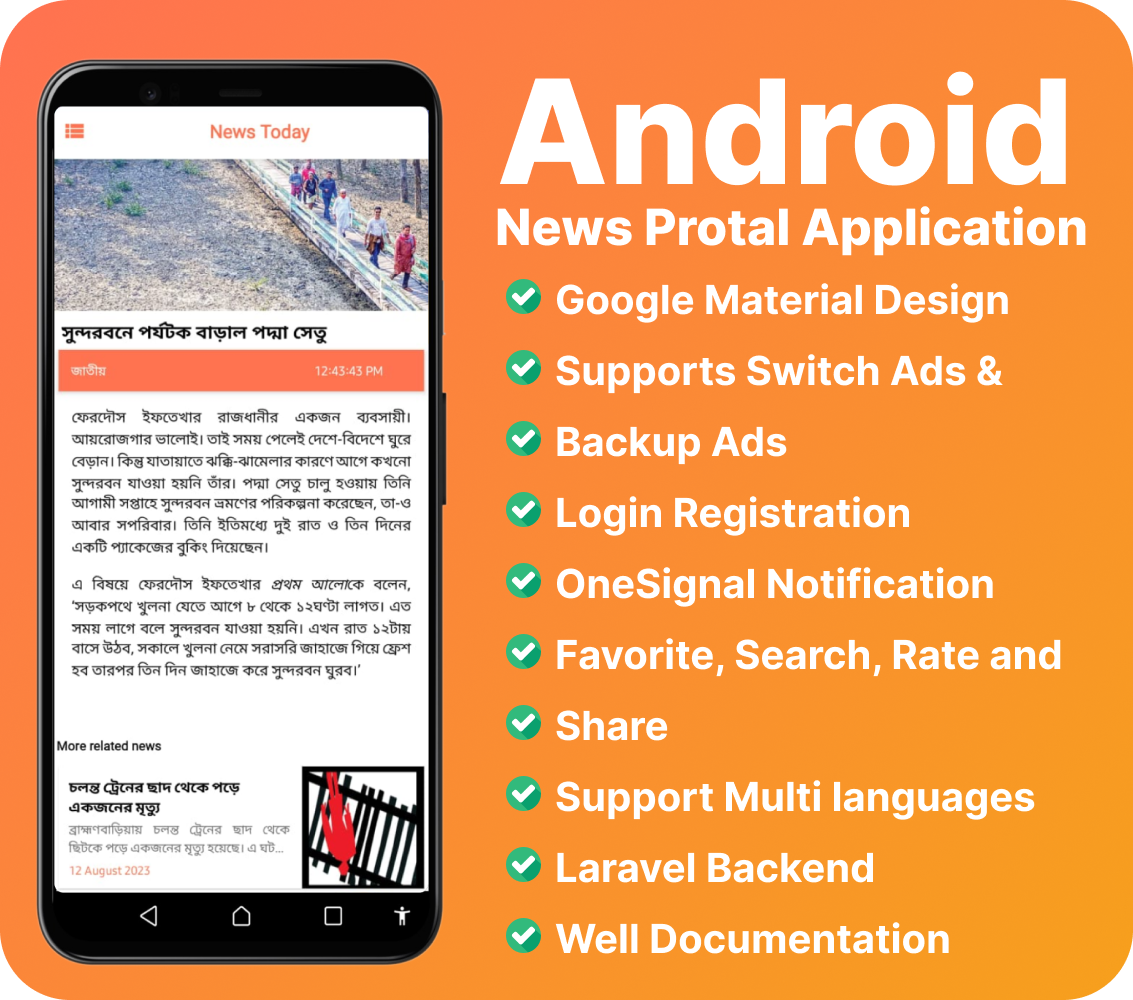 News Today
সুন্দরবনে পর্যটক বাড়াল পদ্মা সেতু
জাতীয়
12:43:43 PM
ফেরদৌস ইফতেখার রাজধানীর একজন ব্যবসায়ী।
আয়রোজগার ভালোই। তাই সময় পেলেই দেশে-বিদেশে ঘুরে
বেড়ান। কিন্তু যাতায়াতে ঝক্কি-ঝামেলার কারণে আগে কখনো
সুন্দরবন যাওয়া হয়নি তাঁর। পদ্মা সেতু চালু হওয়ায় তিনি
আগামী সপ্তাহে সুন্দরবন ভ্রমণের পরিকল্পনা করেছেন, তা-ও
আবার সপরিবার। তিনি ইতিমধ্যে দুই রাত ও তিন দিনের
একটি প্যাকেজের বুকিং দিয়েছেন।
এ বিষয়ে ফেরদৌস ইফতেখার প্রথম আলোকে বলেন,
‘সড়কপথে খুলনা যেতে আগে ৮ থেকে ১২ঘণ্টা লাগত। এত
সময় লাগে বলে সুন্দরবন যাওয়া হয়নি। এখন রাত ১২টায়
বাসে উঠব, সকালে খুলনা নেমে সরাসরি জাহাজে গিয়ে ফ্রেশ
হব তারপর তিন দিন জাহাজে করে সুন্দরবন ঘুরব।’
More related news
চলন্ত ট্রেনের ছাদ থেকে পড়ে
একজনের মৃত্যু
ব্রাহ্মণবাড়িয়ায় চলন্ত ট্রেনের ছাদ থেকে
ছিটকে পড়ে একজনের মৃত্যু হয়েছে। এ ঘট...
12 August 2023
Android
News Protal Application
Google Material Design
Supports Switch Ads &
Backup Ads
Login Registration
OneSignal Notification
Favorite, Search, Rate and
Share
Support Multi languages
Laravel Backend
Well Documentation